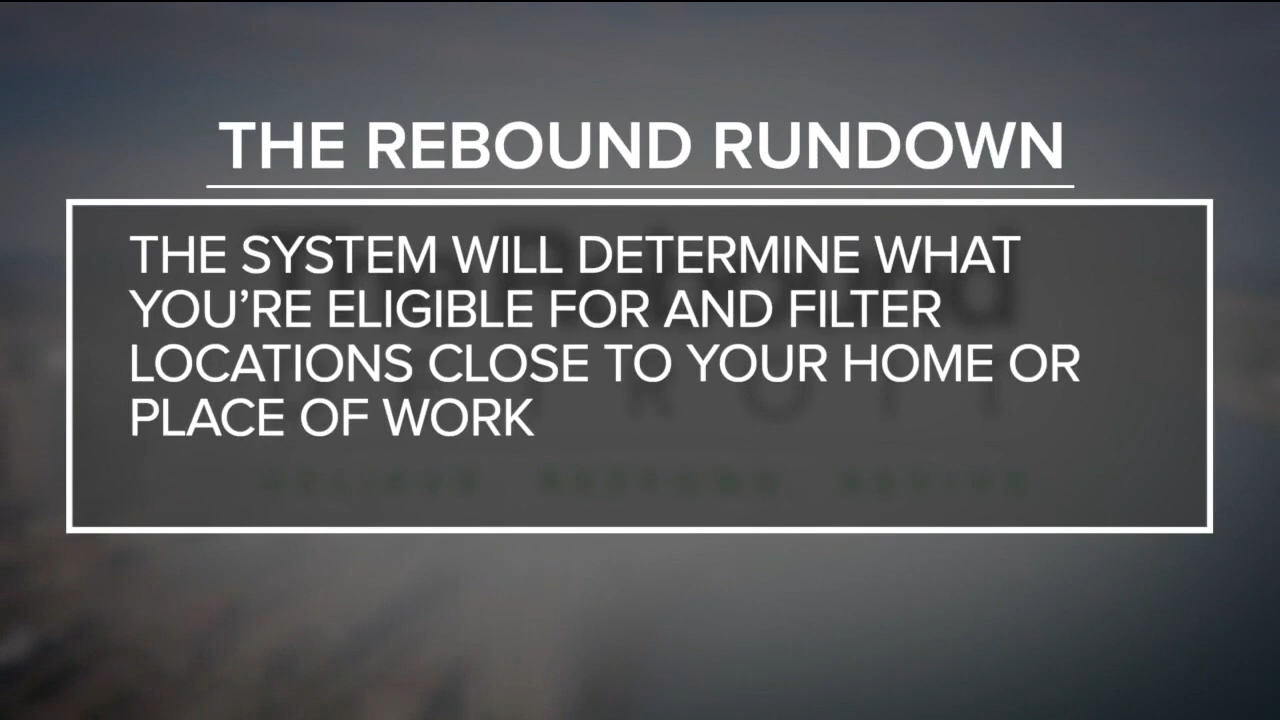 THE REBOUND RUNDOWN
THE SYSTEM WILL DETERMINE WHAT
YOU’RE ELIGIBLE FOR AND FILTER
LOCATIONS CLOSE TO YOUR HOME OR
PLACE OF WORK